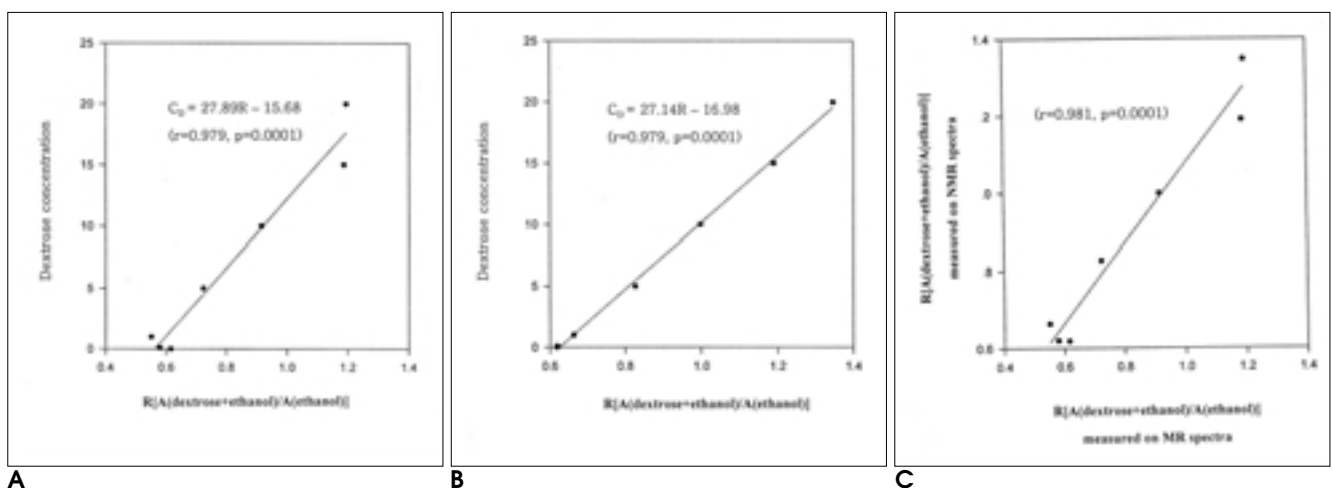 25
20
15
10
5
0
0.4
0.6
0.8
1.0
1.2
1.4
Dextrose concentration
C_D = 27.89R – 15.68
(r=0.979, p=0.0001)
R[A(dextrose+ethanol)/A(ethanol)]
A
25
20
15
10
5
0
0.6
0.8
1.0
1.2
1.4
Dextrose concentration
C_D = 27.14R – 16.98
(r=0.979, p=0.0001)
R[A(dextrose+ethanol)/A(ethanol)]
B
1.4
.2
.0
.8
0.6
0.4
0.6
0.8
1.0
1.2
1.4
R[A(dextrose+ethanol)/A(ethanol)]
measured on NMR spectra
(r=0.981, p=0.0001)
R[A(dextrose+ethanol)/A(ethanol)]
measured on MR spectra
C